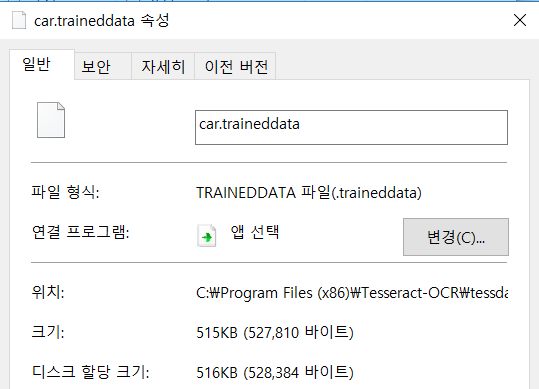 car.traineddata 속성
일반 보안 자세히 이전 버전
car.traineddata
파일 형식: TRAINEDDATA 파일(.traineddata)
연결 프로그램: 앱 선택 변경(C)...
위치: C:₩Program Files (x86)₩Tesseract-OCR₩tessda
크기: 515KB (527,810 바이트)
디스크 할당 크기: 516KB (528,384 바이트)